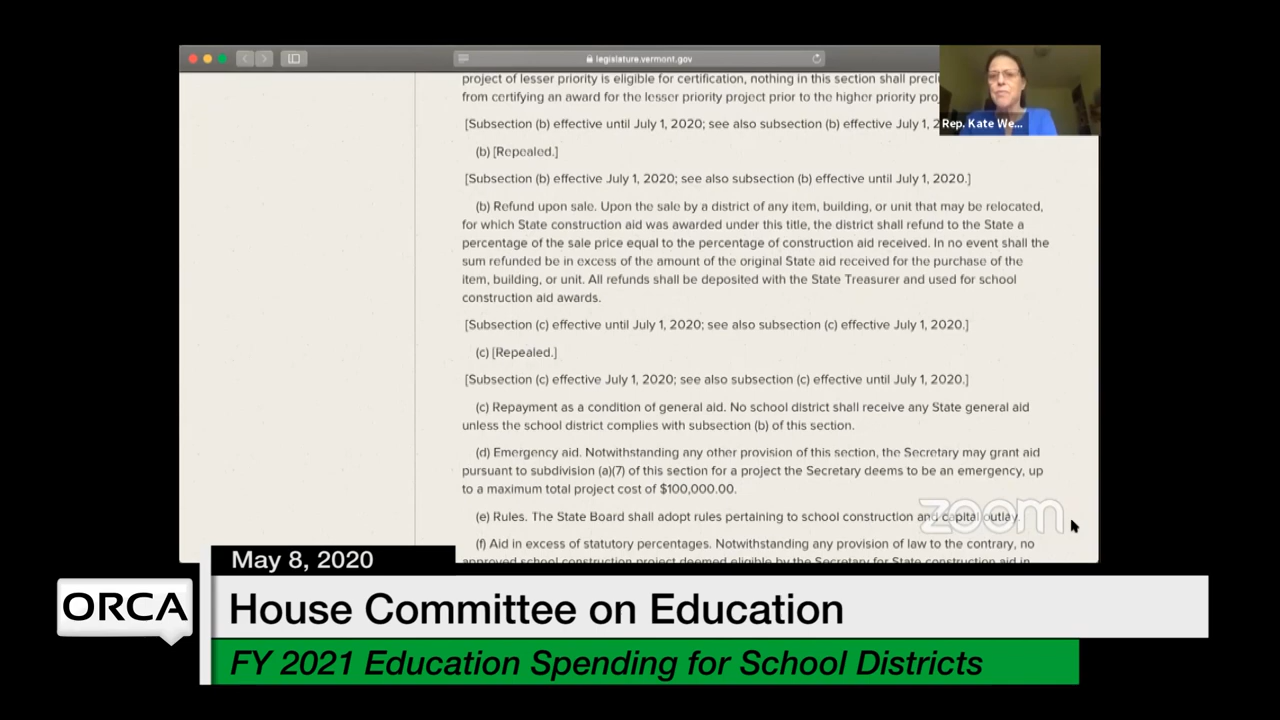 legislature.vermont.gov
project of lesser priority is eligible for certification, nothing in this section shall
from certifying an award for the lesser priority project prior to the higher priority
[Subsection (b) effective until July 1, 2020; see also subsection (b) effective July 1,
Rep. Kate We...
(b) [Repealed.]
[Subsection (b) effective July 1, 2020; see also subsection (b) effective until July 1, 2020.]
(b) Refund upon sale. Upon the sale by a district of any item, building, or unit that may be relocated,
for which State construction aid was awarded under this title, the district shall refund to the State a
percentage of the sale price equal to the percentage of construction aid received. In no event shall the
sum refunded be in excess of the amount of the original State aid received for the purchase of the
item, building, or unit. All refunds shall be deposited with the State Treasurer and used for school
construction aid awards.
[Subsection (c) effective until July 1, 2020; see also subsection (c) effective July 1, 2020.]
(c) [Repealed.]
[Subsection (c) effective July 1, 2020; see also subsection (c) effective until July 1, 2020.]
(c) Repayment as a condition of general aid. No school district shall receive any State general aid
unless the school district complies with subsection (b) of this section.
(d) Emergency aid. Notwithstanding any other provision of this section, the Secretary may grant aid
pursuant to subdivision (a)(7) of this section for a project the Secretary deems to be an emergency, up
to a maximum total project cost of $100,000.00.
(e) Rules. The State Board shall adopt rules pertaining to school construction and capital outlay.
zoom
(f) Aid in excess of statutory percentages. Notwithstanding any provision of law to the contrary, no
approved school construction project deemed eligible by the Secretary for State construction aid in
May 8, 2020
ORCA
House Committee on Education
FY 2021 Education Spending for School Districts